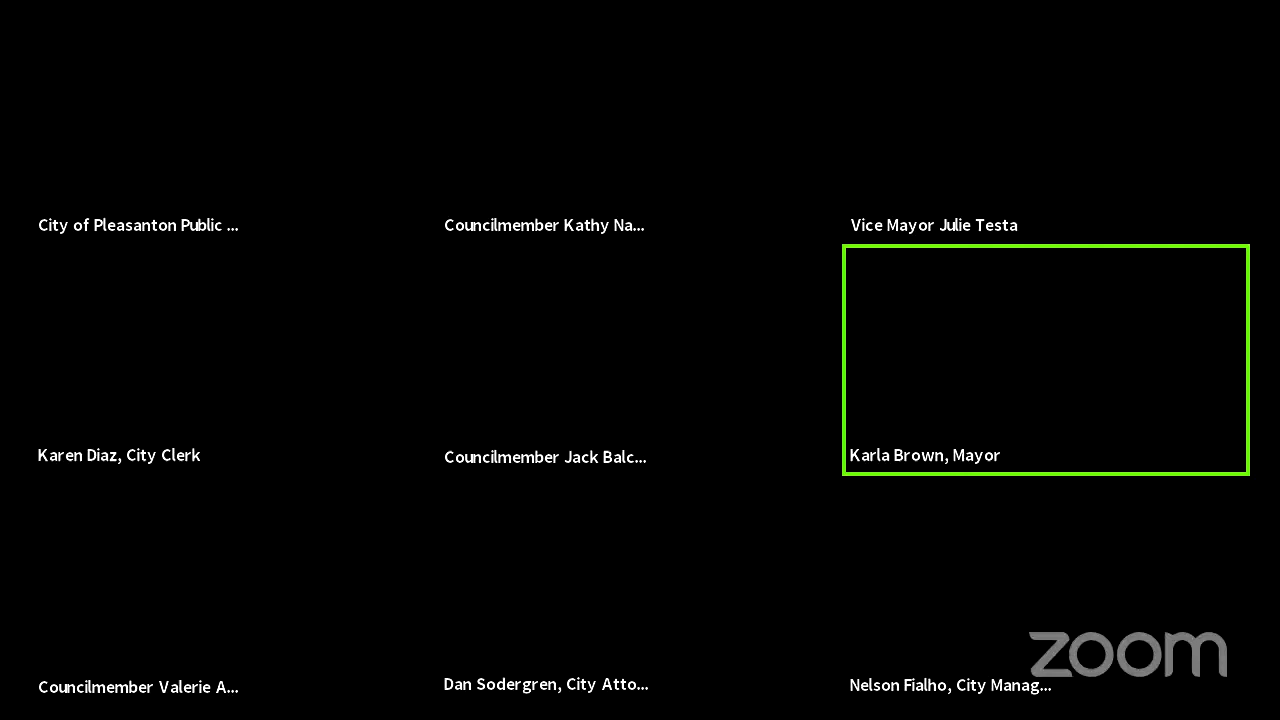 City of Pleasanton Public ...
Councilmember Kathy Na...
Vice Mayor Julie Testa
Karen Diaz, City Clerk
Councilmember Jack Balc...
Karla Brown, Mayor
Councilmember Valerie A...
Dan Sodergren, City Atto...
Nelson Fialho, City Manag...
zoom